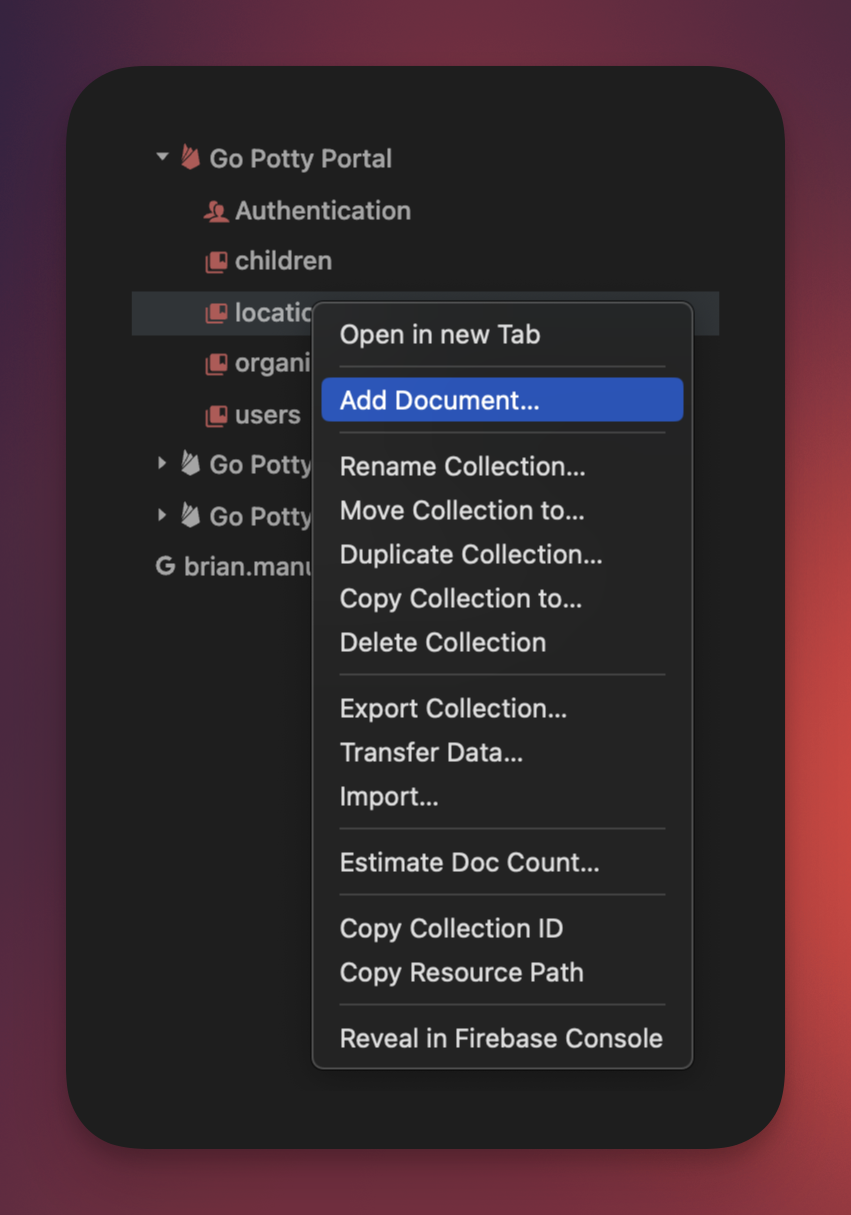 Go Potty Portal
Authentication
children
locatio
organi
users
Go Potty
Go Potty
brian.manu
Open in new Tab
Add Document...
Rename Collection...
Move Collection to...
Duplicate Collection...
Copy Collection to...
Delete Collection
Export Collection...
Transfer Data...
Import...
Estimate Doc Count...
Copy Collection ID
Copy Resource Path
Reveal in Firebase Console